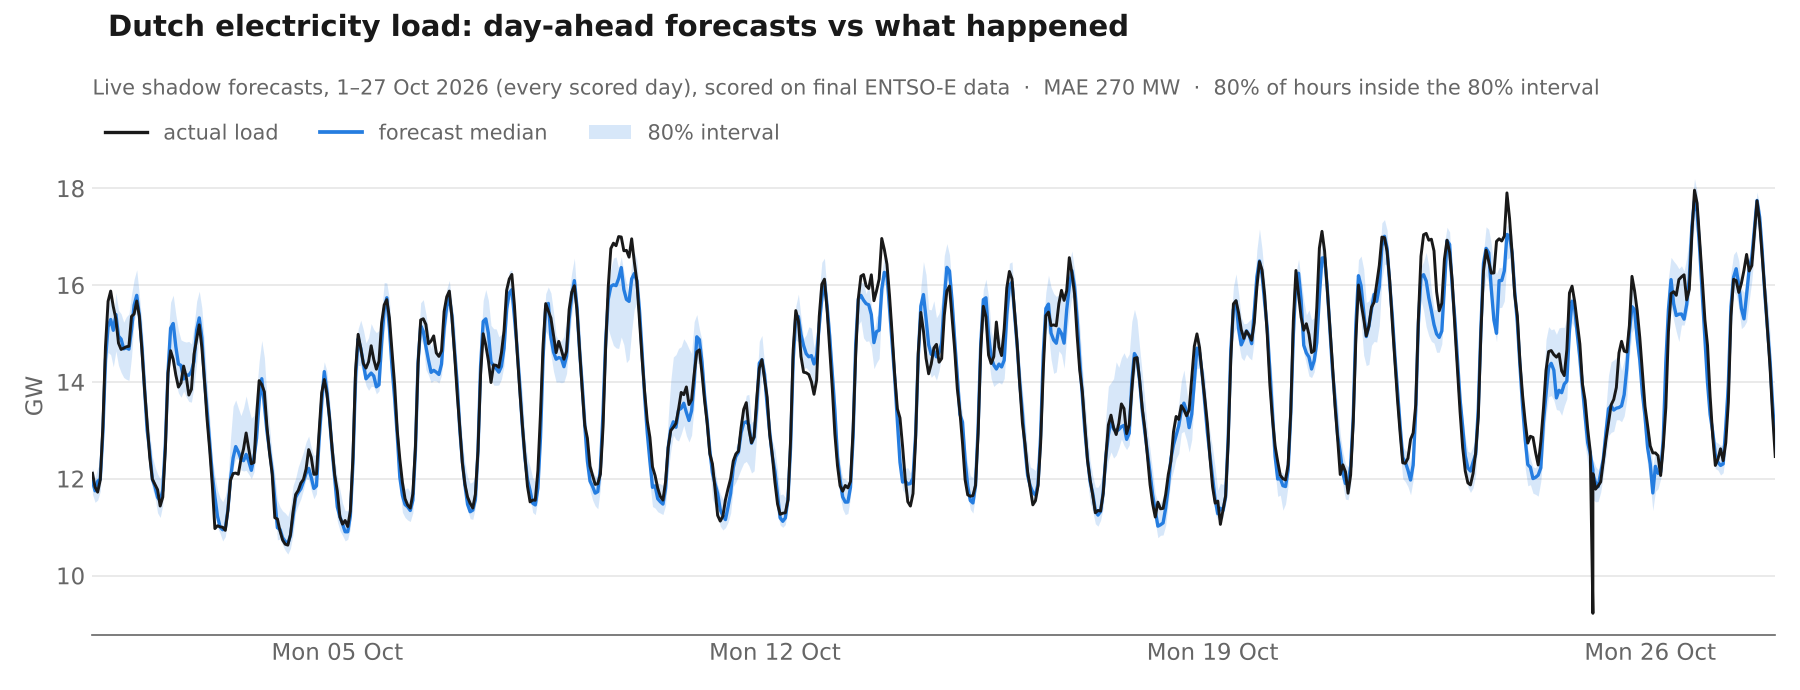 Dutch electricity load: day-ahead forecasts vs what happened
Live shadow forecasts, 1–27 Oct 2026 (every scored day), scored on final ENTSO-E data · MAE 270 MW · 80% of hours inside the 80% interval
actual load forecast median 80% interval
18
16
14
12
10
GW
Mon 05 Oct Mon 12 Oct Mon 19 Oct Mon 26 Oct